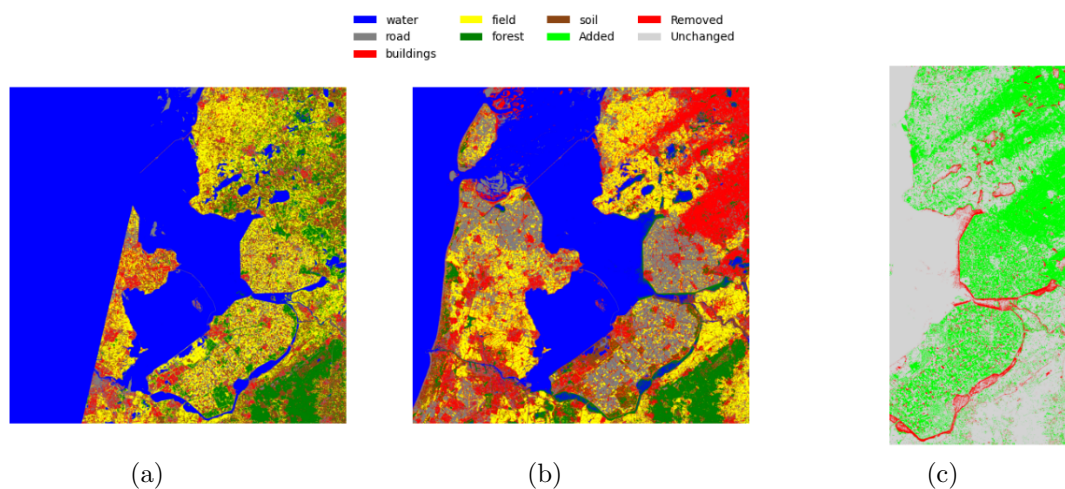 water field soil Removed
road forest Added Unchanged
buildings
(a) (b) (c)